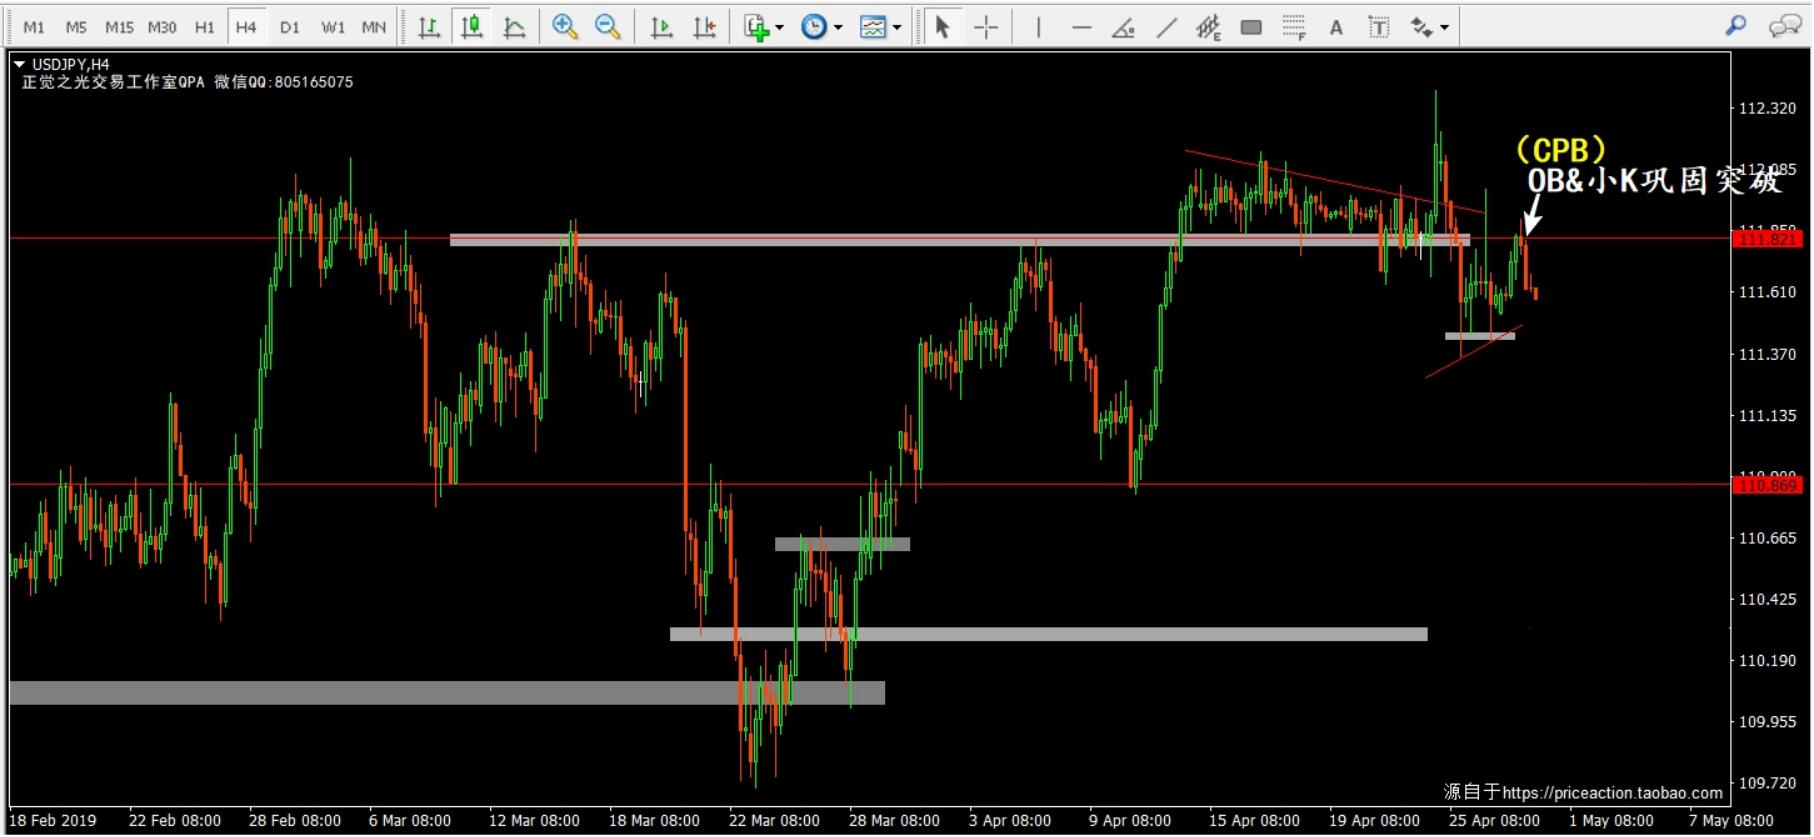 M1 M5 M15 M30 H1 H4 D1 W1 MN
E F A T
USDJPY,H4
正觉之光交易工作室QPA 微信QQ:805165075
112.320
(CPB)
112.085
OB&小K巩固突破
111.850
111.821
111.610
111.370
111.135
110.869
110.665
110.425
110.190
109.955
109.720
源自于https://priceaction.taobao.com
18 Feb 2019 22 Feb 08:00 28 Feb 08:00 6 Mar 08:00 12 Mar 08:00 18 Mar 08:00 22 Mar 08:00 28 Mar 08:00 3 Apr 08:00 9 Apr 08:00 15 Apr 08:00 19 Apr 08:00 25 Apr 08:00 1 May 08:00 7 May 08:00